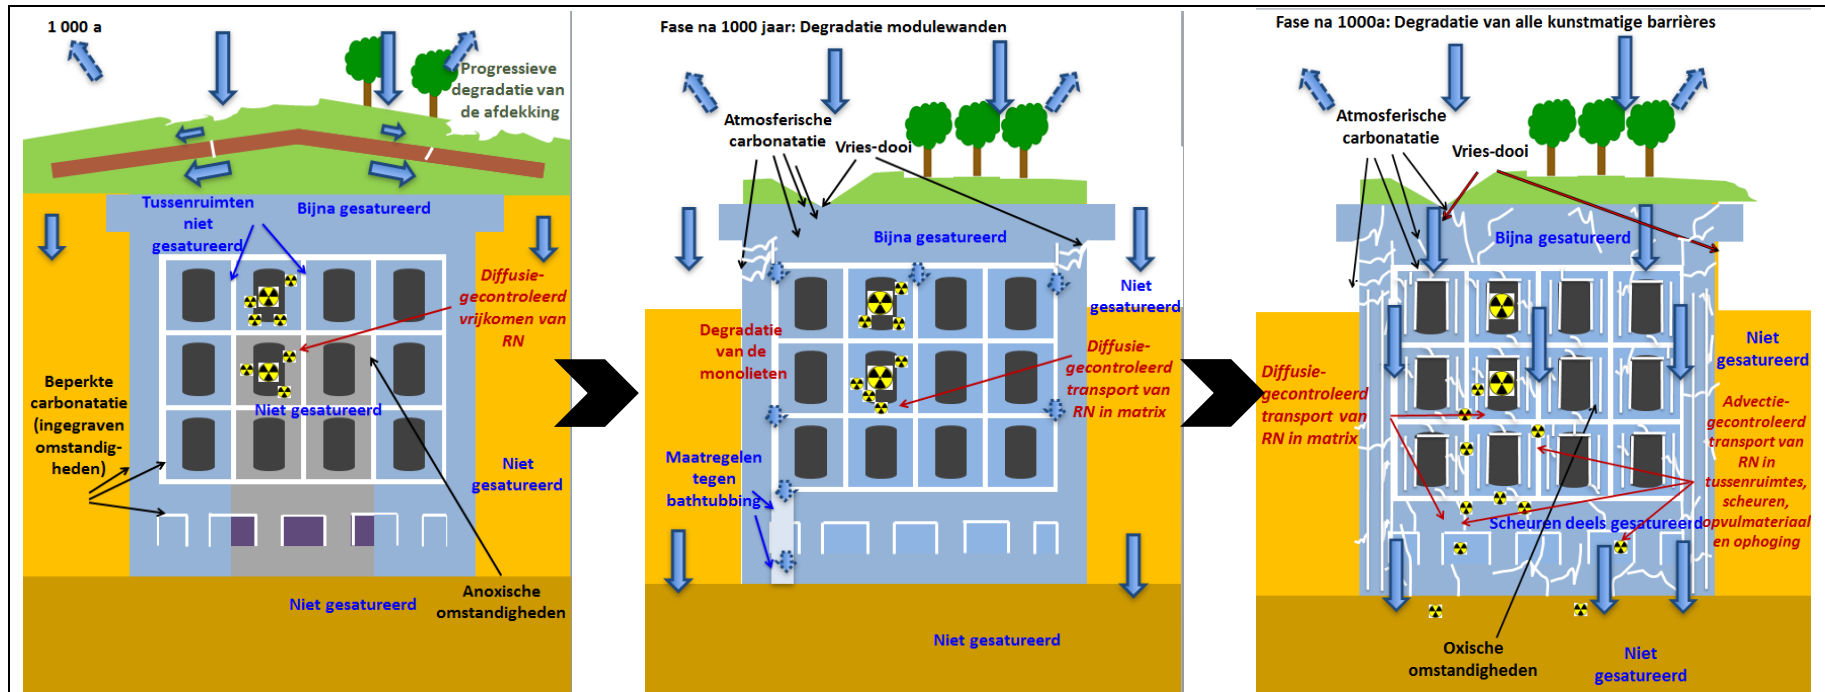 1 000 a
Progressieve
degradatie van
de afdekking
Tussenruimten
niet
gesatureerd
Bijna gesatureerd
Diffusie-
gecontroleerd
vrijkomen van
RN
Beperkte
carbonatatie
(ingegraven
omstandig-
heden)
Niet gesatureerd
Niet
gesatureerd
Anoxische
omstandigheden
Niet gesatureerd
Fase na 1000 jaar: Degradatie modulewanden
Atmosferische
carbonatatie
Vries-dooi
Bijna gesatureerd
Niet
gesatureerd
Degradatie
van de
monolieten
Diffusie-
gecontroleerd
transport van
RN in matrix
Maatregelen
tegen
bathtubbing
Niet gesatureerd
Fase na 1000a: Degradatie van alle kunstmatige barrières
Atmosferische
carbonatatie
Vries-dooi
Bijna gesatureerd
Niet
gesatureerd
Diffusie-
gecontroleerd
transport van
RN in matrix
Advectie-
gecontroleerd
transport van
RN in
tussenruimtes,
scheuren,
opvulmateriaal
en ophoging
Scheuren deels gesatureerd
Oxische
omstandigheden
Niet
gesatureerd